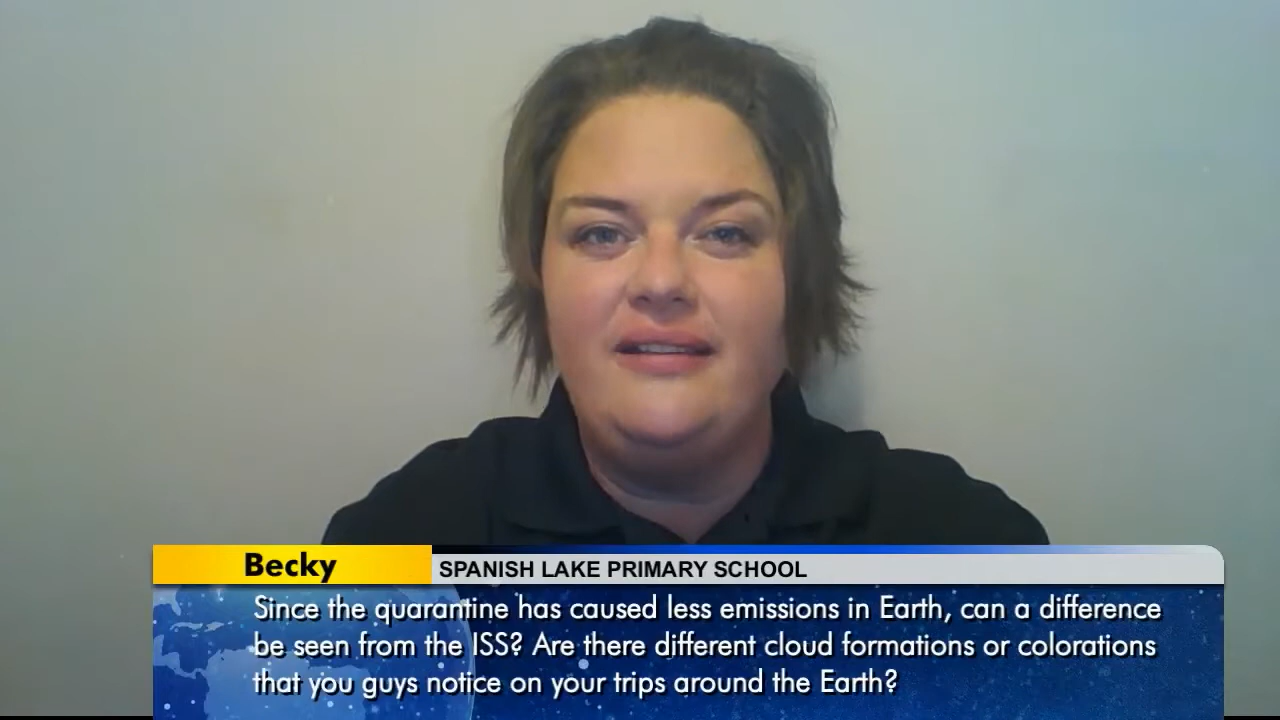 Becky
SPANISH LAKE PRIMARY SCHOOL
Since the quarantine has caused less emissions in Earth, can a difference
be seen from the ISS? Are there different cloud formations or colorations
that you guys notice on your trips around the Earth?